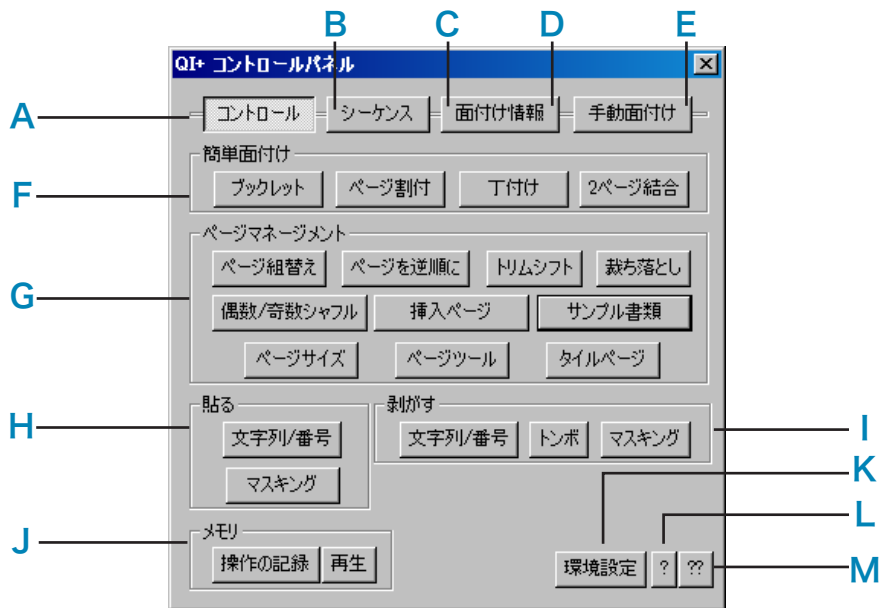 B C D E
QI+ コントロールパネル
A コントロール シーケンス 面付け情報 手動面付け
簡単面付け
F ブックレット ページ割付 丁付け 2ページ結合
ページマネージメント
ページ組替え ページを逆順に トリムシフト 裁ち落とし
G 偶数/奇数シャフル 挿入ページ サンプル書類
ページサイズ ページツール タイルページ
貼る 剥がす
H 文字列/番号 文字列/番号 トンボ マスキング I
マスキング K
メモリ L
J 操作の記録 再生 環境設定 ? ?? M